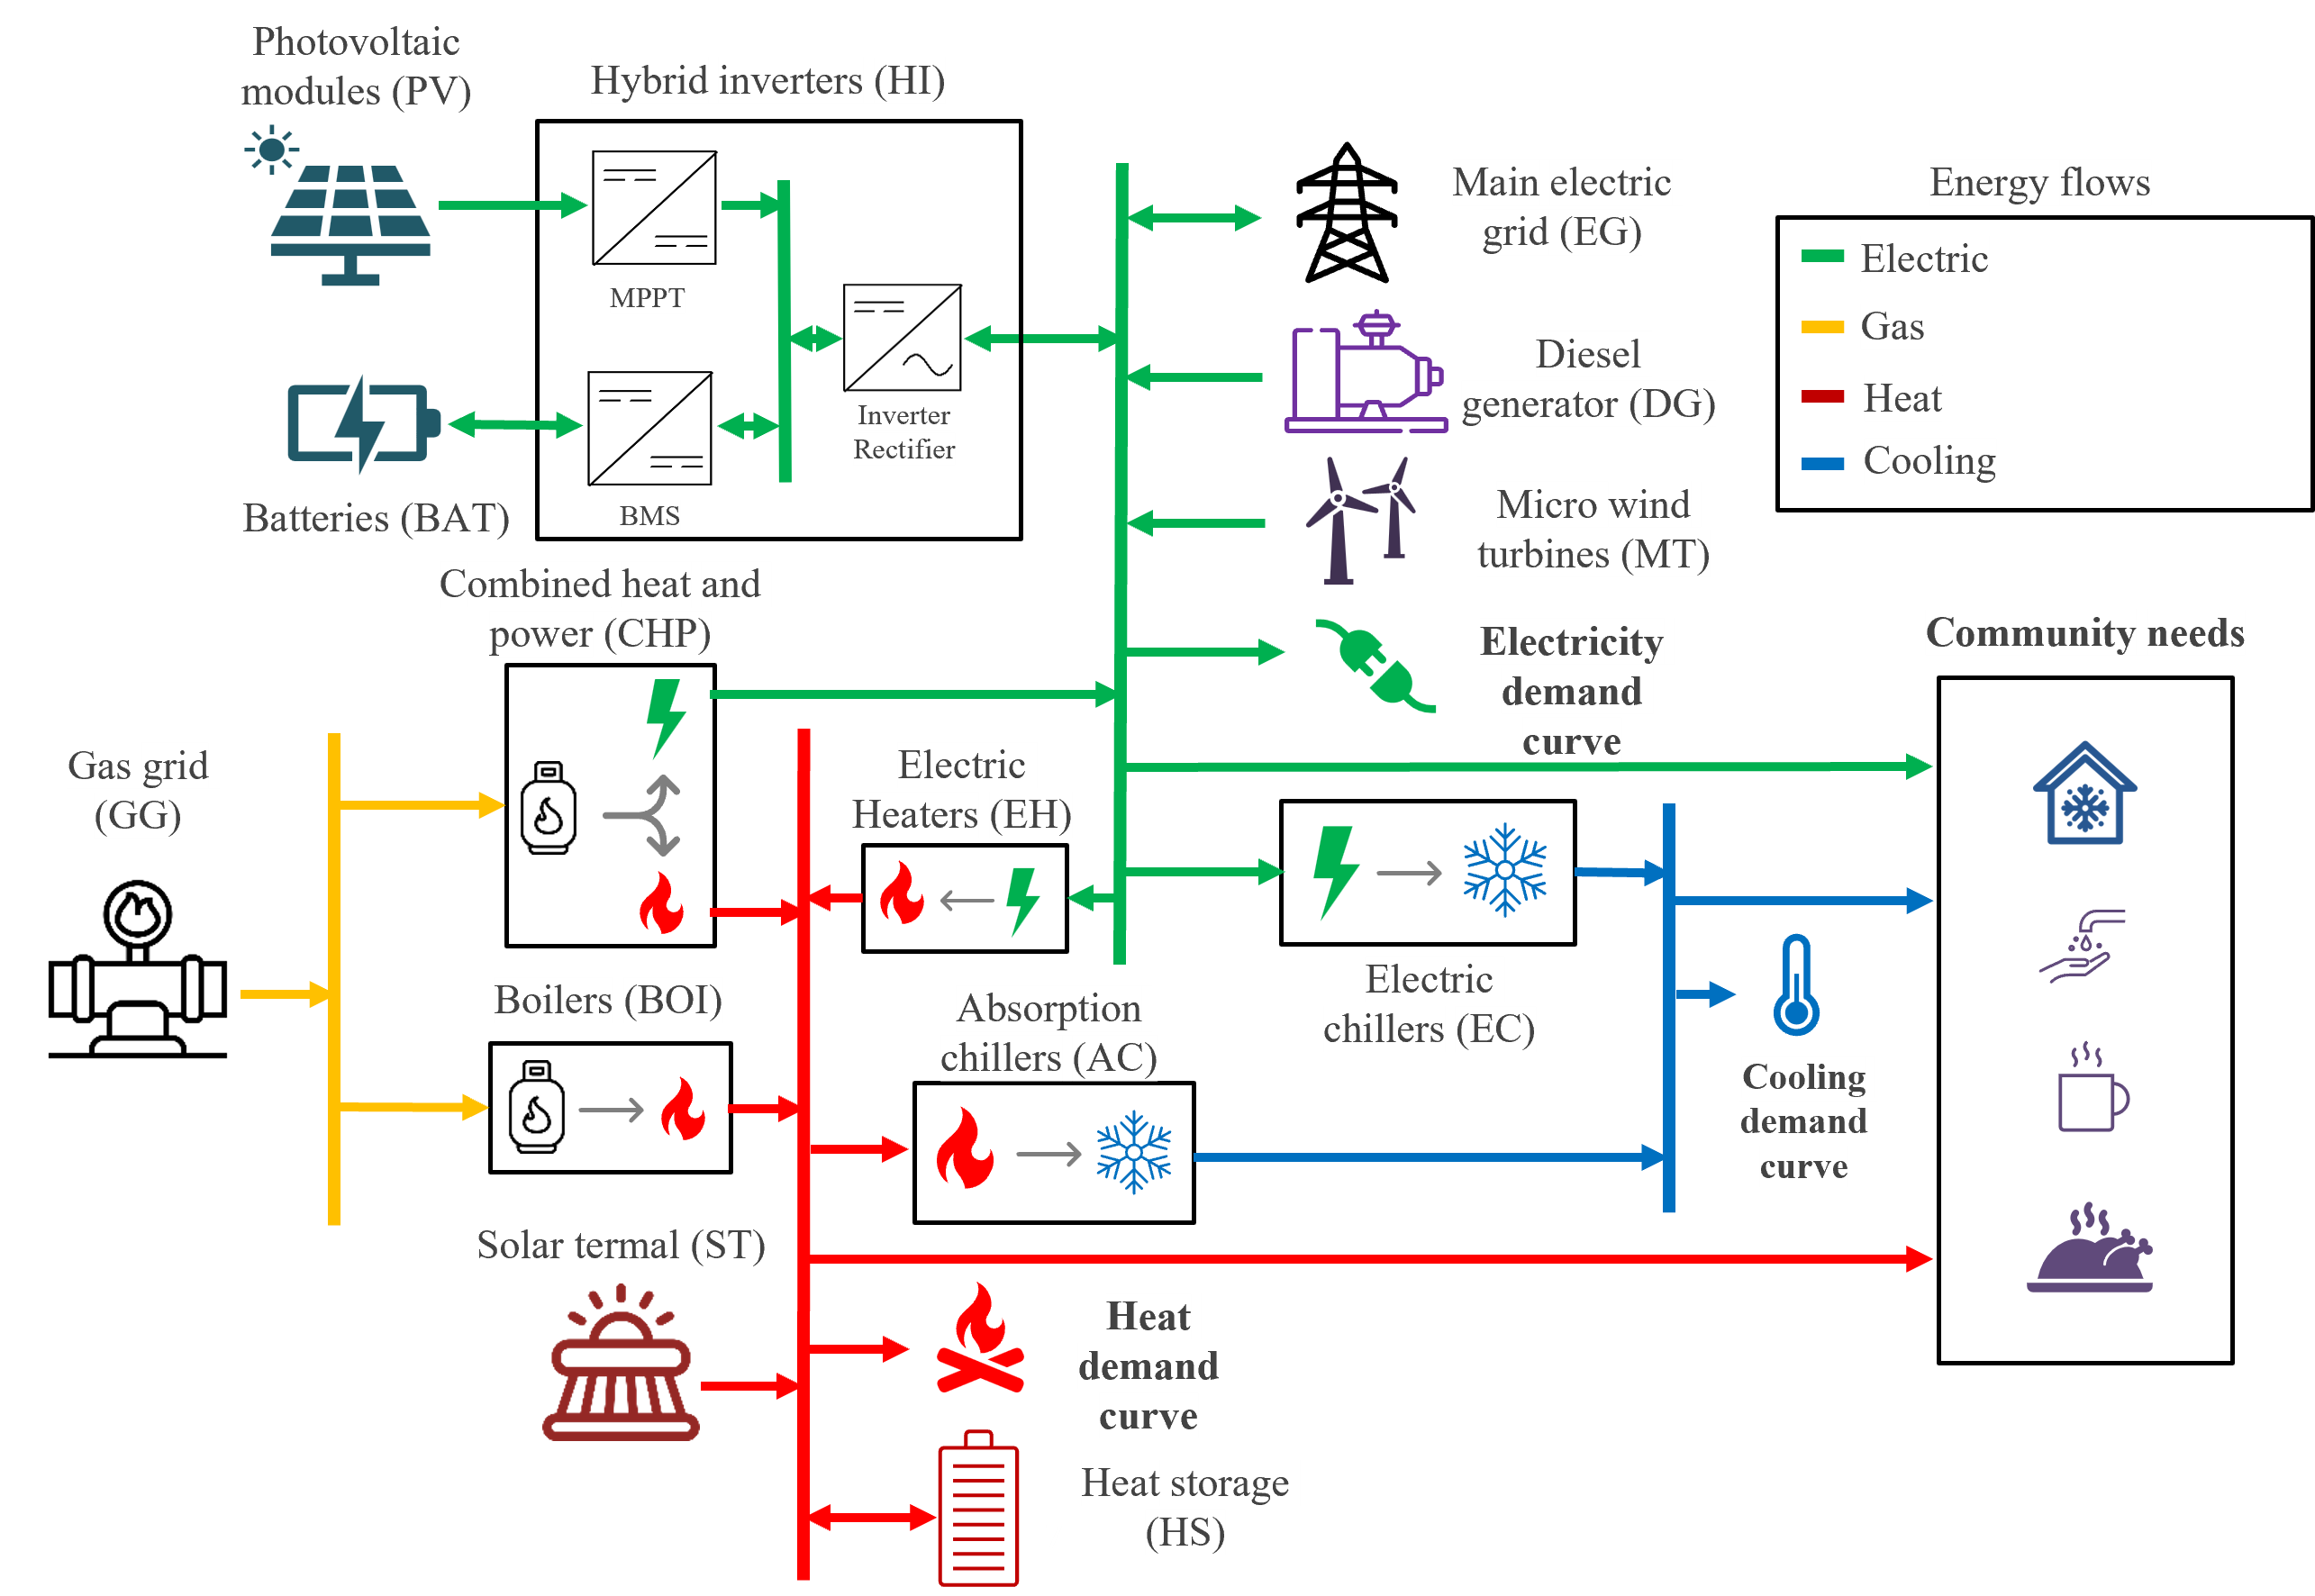 Photovoltaic
modules (PV)
Hybrid inverters (HI)
MPPT
BMS
Inverter
Rectifier
Batteries (BAT)
Main electric
grid (EG)
Diesel
generator (DG)
Micro wind
turbines (MT)
Energy flows
Electric
Gas
Heat
Cooling
Combined heat and
power (CHP)
Electricity
demand
curve
Community needs
Gas grid
(GG)
Electric
Heaters (EH)
Boilers (BOI)
Absorption
chillers (AC)
Electric
chillers (EC)
Cooling
demand
curve
Solar termal (ST)
Heat
demand
curve
Heat storage
(HS)